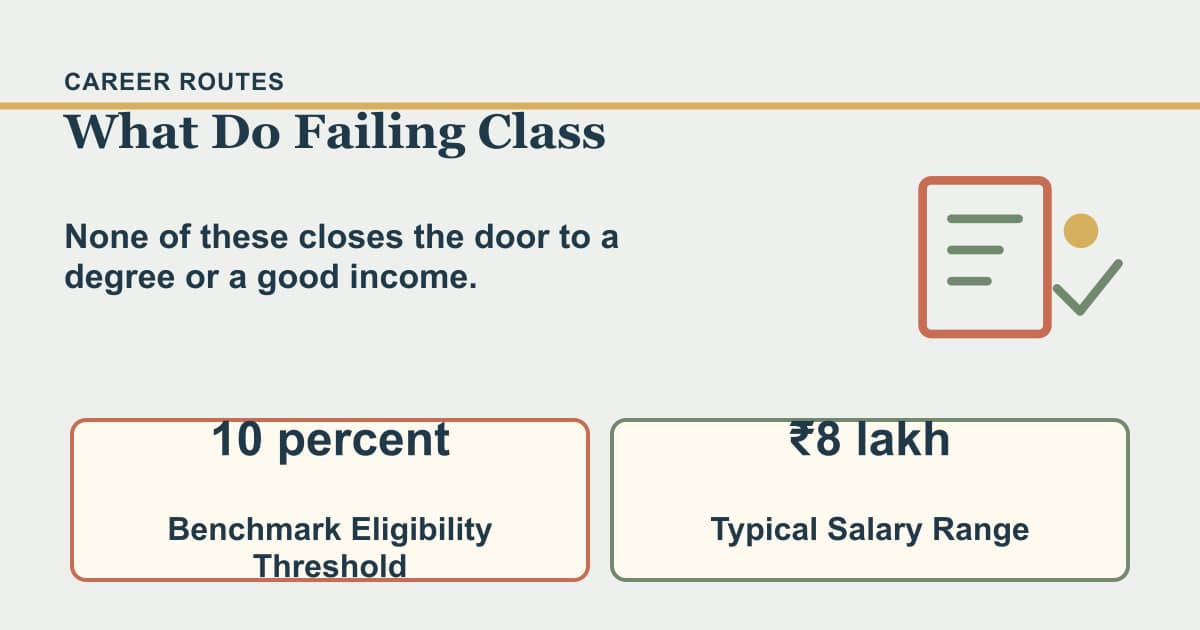 CAREER ROUTES
What Do Failing Class
None of these closes the door to a
degree or a good income.
10 percent
Benchmark Eligibility
Threshold
₹8 lakh
Typical Salary Range